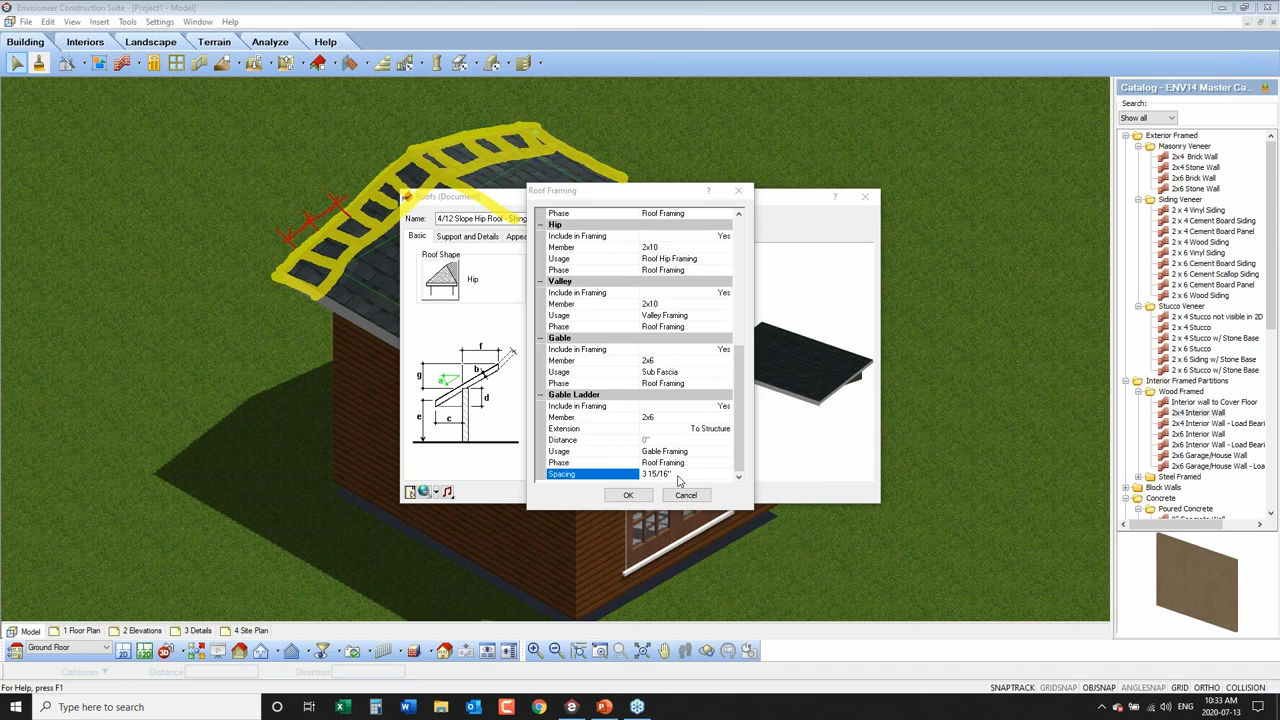 Envisioneer Construction Suite - [Project1 - Model]
File Edit View Insert Tools Settings Window Help
Building Interiors Landscape Terrain Analyze Help
Catalog - ENV14 Master Ca...
Search:
Show all
Exterior Framed
Masonry Veneer
2x4 Brick Wall
2x4 Stone Wall
2x6 Brick Wall
2x6 Stone Wall
Siding Veneer
2 x 4 Vinyl Siding
2 x 4 Cement Board Siding
2 x 4 Cement Board Panel
2 x 4 Wood Siding
2 x 6 Vinyl Siding
2 x 6 Cement Board Siding
2 x 6 Cement Scallop Siding
2 x 6 Cement Board Panel
2 x 6 Wood Siding
Stucco Veneer
2 x 4 Stucco not visible in 2D
2 x 4 Stucco
2 x 4 Stucco w/ Stone Base
2 x 6 Stucco
2 x 6 Siding w/ Stone Base
2 x 6 Stucco w/ Stone Base
Interior Framed Partitions
Wood Framed
Interior wall to Cover Floor
2x4 Interior Wall
2x4 Interior Wall - Load Beari
2x6 Interior Wall
2x6 Interior Wall - Load Beari
2x6 Garage/House Wall
2x6 Garage/House Wall - Loa
Steel Framed
Block Walls
Concrete
Poured Concrete
8" Concrete Wall
Roofs (Document)
Name: 4/12 Slope Hip Roof - Shing
Basic Support and Details Appea
Roof Shape
Hip
f
g
a
b
d
e
c
Roof Framing
Phase Roof Framing
Hip
Include in Framing Yes
Member 2x10
Usage Roof Hip Framing
Phase Roof Framing
Valley
Include in Framing Yes
Member 2x10
Usage Valley Framing
Phase Roof Framing
Gable
Include in Framing Yes
Member 2x6
Usage Sub Fascia
Phase Roof Framing
Gable Ladder
Include in Framing Yes
Member 2x6
Extension To Structure
Distance 0"
Usage Gable Framing
Phase Roof Framing
Spacing 3 15/16"
OK Cancel
Model 1 Floor Plan 2 Elevations 3 Details 4 Site Plan
Ground Floor
Cartesian Distance Direction
For Help, press F1
SNAPTRACK GRIDSNAP OBJSNAP ANGLESNAP GRID ORTHO COLLISION
Type here to search
ENG
10:33 AM
2020-07-13